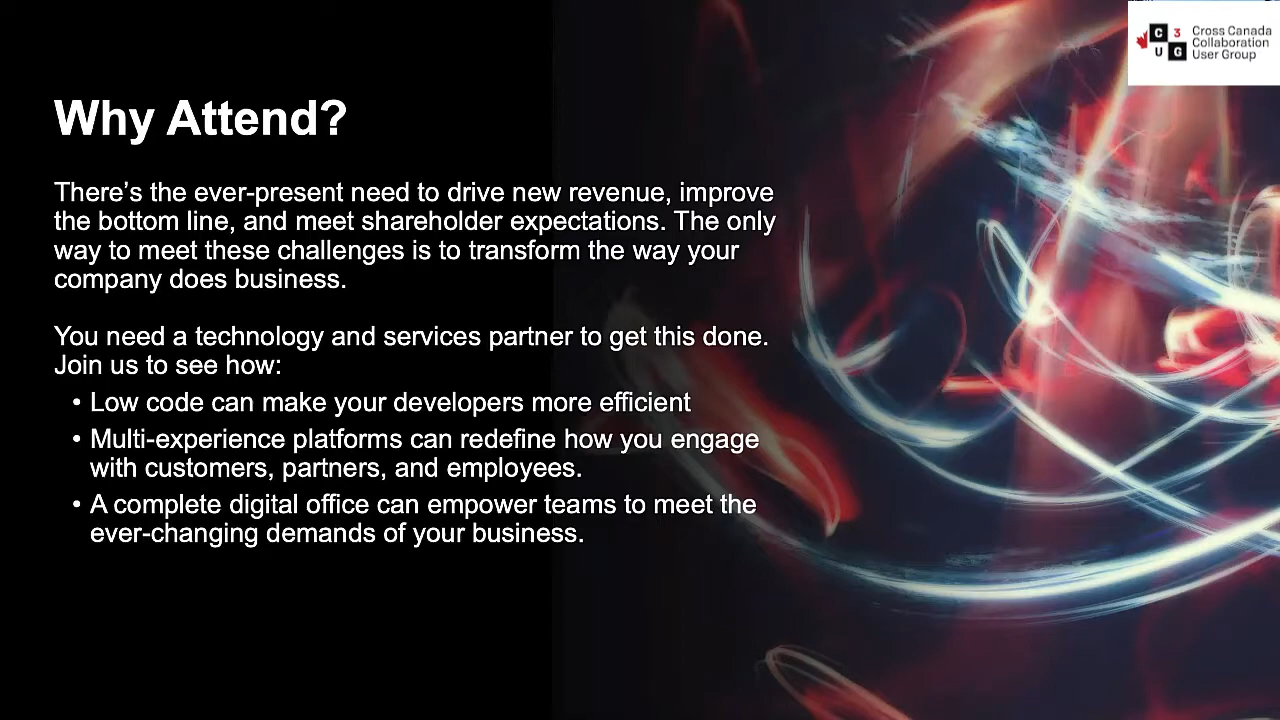 C 3
U G
Cross Canada
Collaboration
User Group
Why Attend?
There’s the ever-present need to drive new revenue, improve
the bottom line, and meet shareholder expectations. The only
way to meet these challenges is to transform the way your
company does business.
You need a technology and services partner to get this done.
Join us to see how:
• Low code can make your developers more efficient
• Multi-experience platforms can redefine how you engage
with customers, partners, and employees.
• A complete digital office can empower teams to meet the
ever-changing demands of your business.